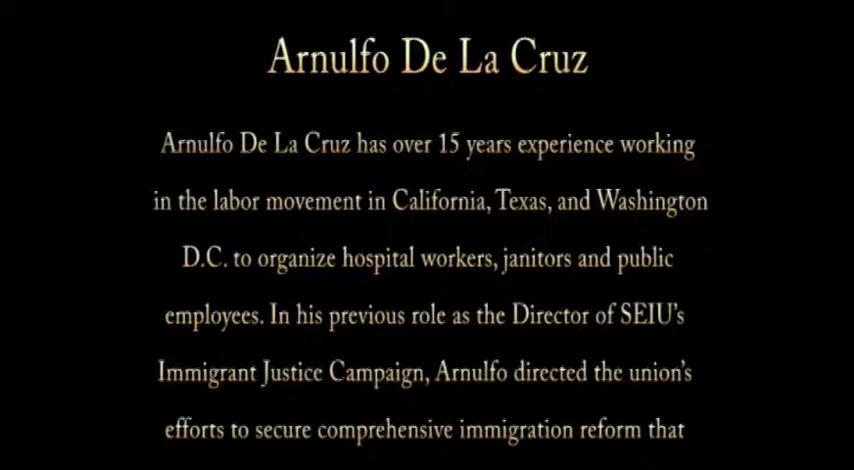 Arnulfo De La Cruz
Arnulfo De La Cruz has over 15 years experience working
in the labor movement in California, Texas, and Washington
D.C. to organize hospital workers, janitors and public
employees. In his previous role as the Director of SEIU's
Immigrant Justice Campaign, Arnulfo directed the union's
efforts to secure comprehensive immigration reform that